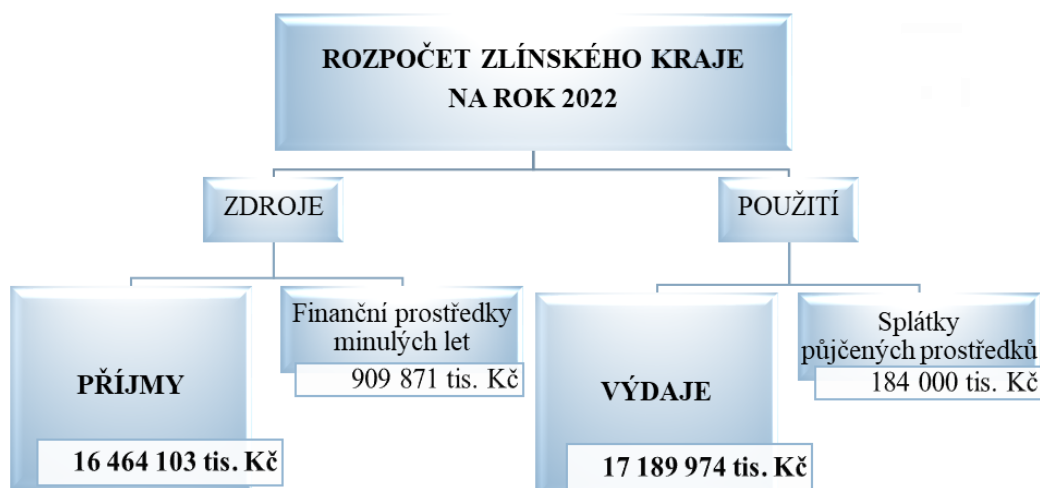 ROZPOČET ZLÍNSKÉHO KRAJE
NA ROK 2022
ZDROJE
POUŽITÍ
PŘÍJMY
16 464 103 tis. Kč
Finanční prostředky
minulých let
909 871 tis. Kč
VÝDAJE
17 189 974 tis. Kč
Splátky
půjčených prostředků
184 000 tis. Kč